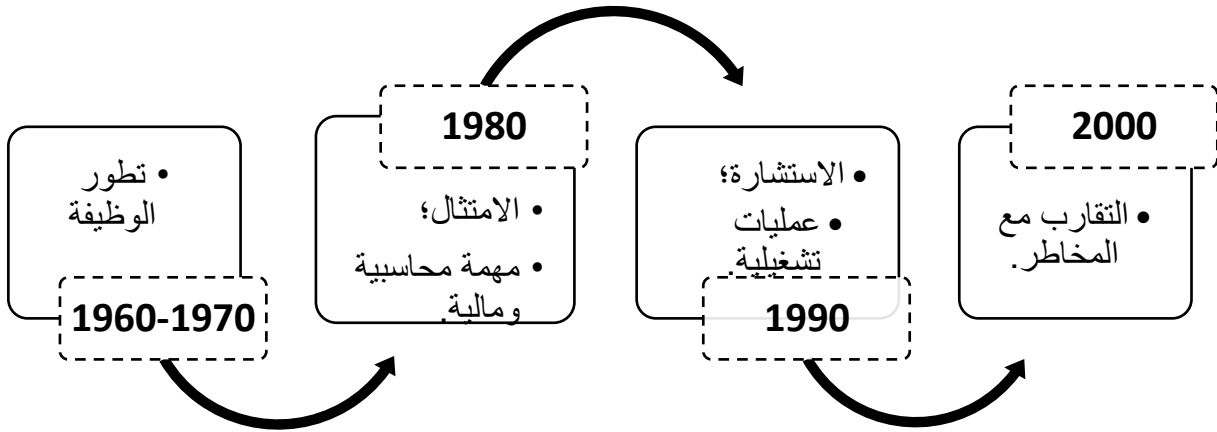 • تطور
الوظيفة
1960-1970
1980
• الامتثال؛
• مهمة محاسبية
ومالية.
• الاستشارة؛
• عمليات
تشغيلية.
1990
2000
• التقارب مع
المخاطر.